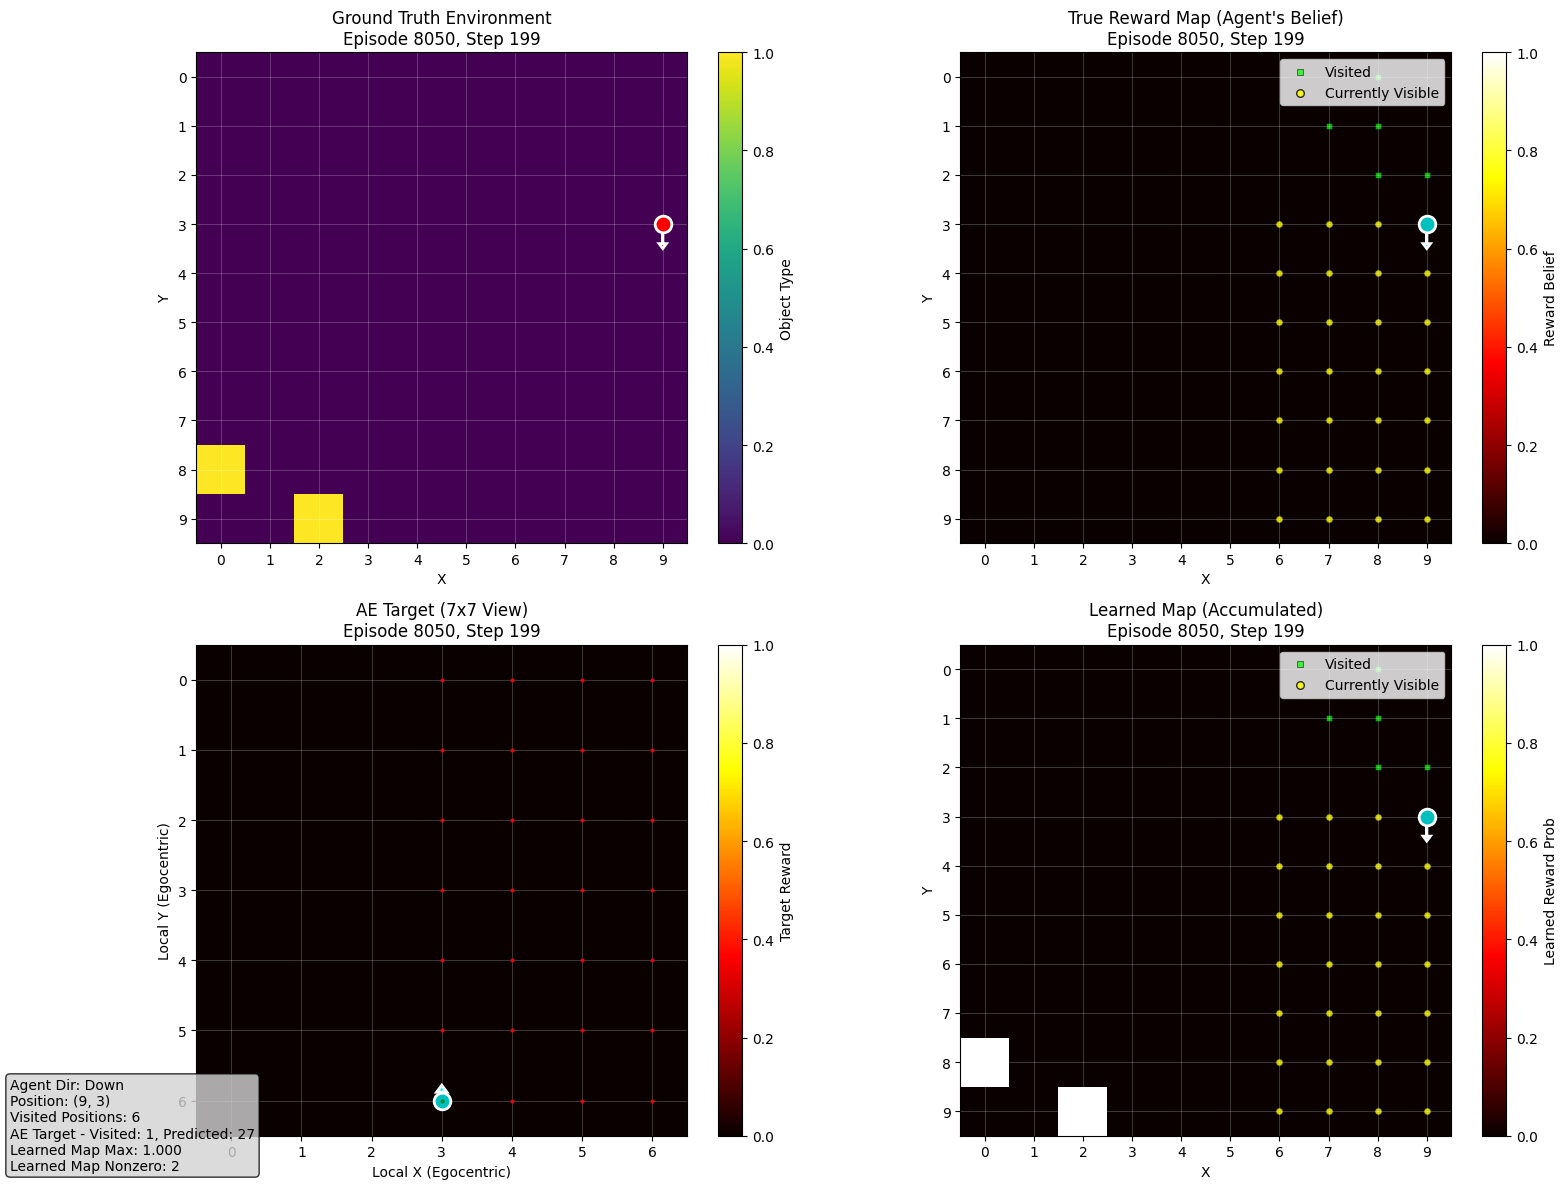 Ground Truth Environment
Episode 8050, Step 199
0
1
2
3
4
5
6
7
8
9
Y
0 1 2 3 4 5 6 7 8 9
X
1.0
0.8
0.6
0.4
0.2
0.0
Object Type
True Reward Map (Agent's Belief)
Episode 8050, Step 199
Visited
Currently Visible
0
1
2
3
4
5
6
7
8
9
Y
0 1 2 3 4 5 6 7 8 9
X
1.0
0.8
0.6
0.4
0.2
0.0
Reward Belief
AE Target (7x7 View)
Episode 8050, Step 199
0
1
2
3
4
5
6
Local Y (Egocentric)
0 1 2 3 4 5 6
Local X (Egocentric)
1.0
0.8
0.6
0.4
0.2
0.0
Target Reward
Agent Dir: Down
Position: (9, 3)
Visited Positions: 6
AE Target - Visited: 1, Predicted: 27
Learned Map Max: 1.000
Learned Map Nonzero: 2
Learned Map (Accumulated)
Episode 8050, Step 199
Visited
Currently Visible
0
1
2
3
4
5
6
7
8
9
Y
0 1 2 3 4 5 6 7 8 9
X
1.0
0.8
0.6
0.4
0.2
0.0
Learned Reward Prob